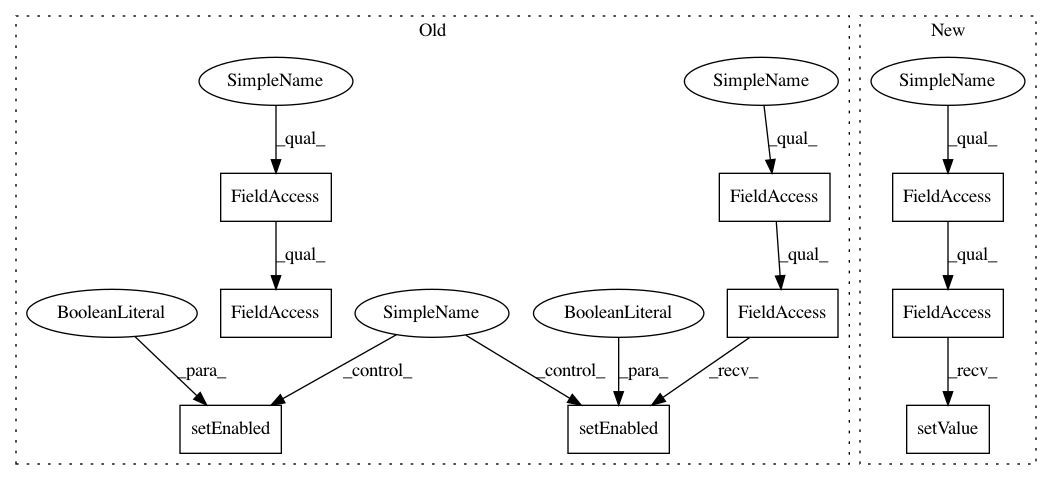 Old
New
SimpleName
SimpleName
SimpleName
_qual_
_qual_
_qual_
FieldAccess
FieldAccess
FieldAccess
_qual_
_qual_
_qual_
BooleanLiteral
FieldAccess
SimpleName
BooleanLiteral
FieldAccess
FieldAccess
_para_
_control_
_control_
_para_
_recv_
_recv_
setEnabled
setEnabled
setValue